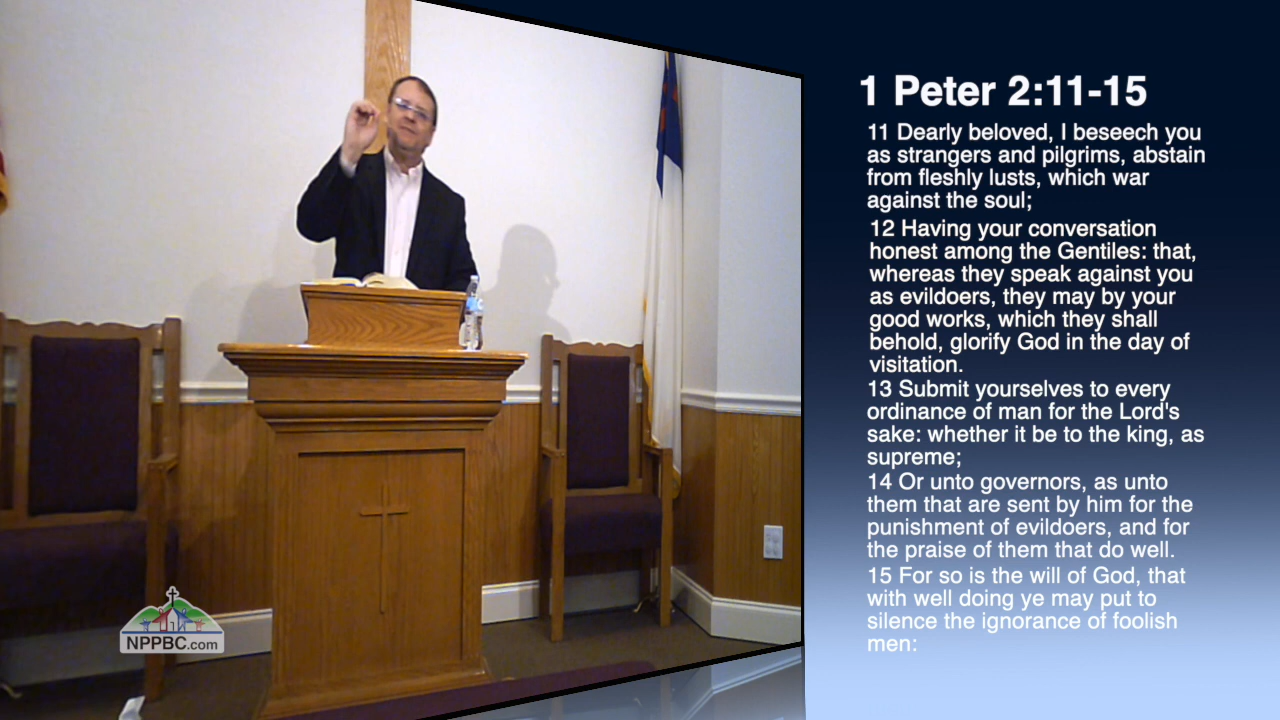 1 Peter 2:11-15
11 Dearly beloved, I beseech you
as strangers and pilgrims, abstain
from fleshly lusts, which war
against the soul;
12 Having your conversation
honest among the Gentiles: that,
whereas they speak against you
as evildoers, they may by your
good works, which they shall
behold, glorify God in the day of
visitation.
13 Submit yourselves to every
ordinance of man for the Lord's
sake: whether it be to the king, as
supreme;
14 Or unto governors, as unto
them that are sent by him for the
punishment of evildoers, and for
the praise of them that do well.
15 For so is the will of God, that
with well doing ye may put to
silence the ignorance of foolish
men:
NPPBC.com